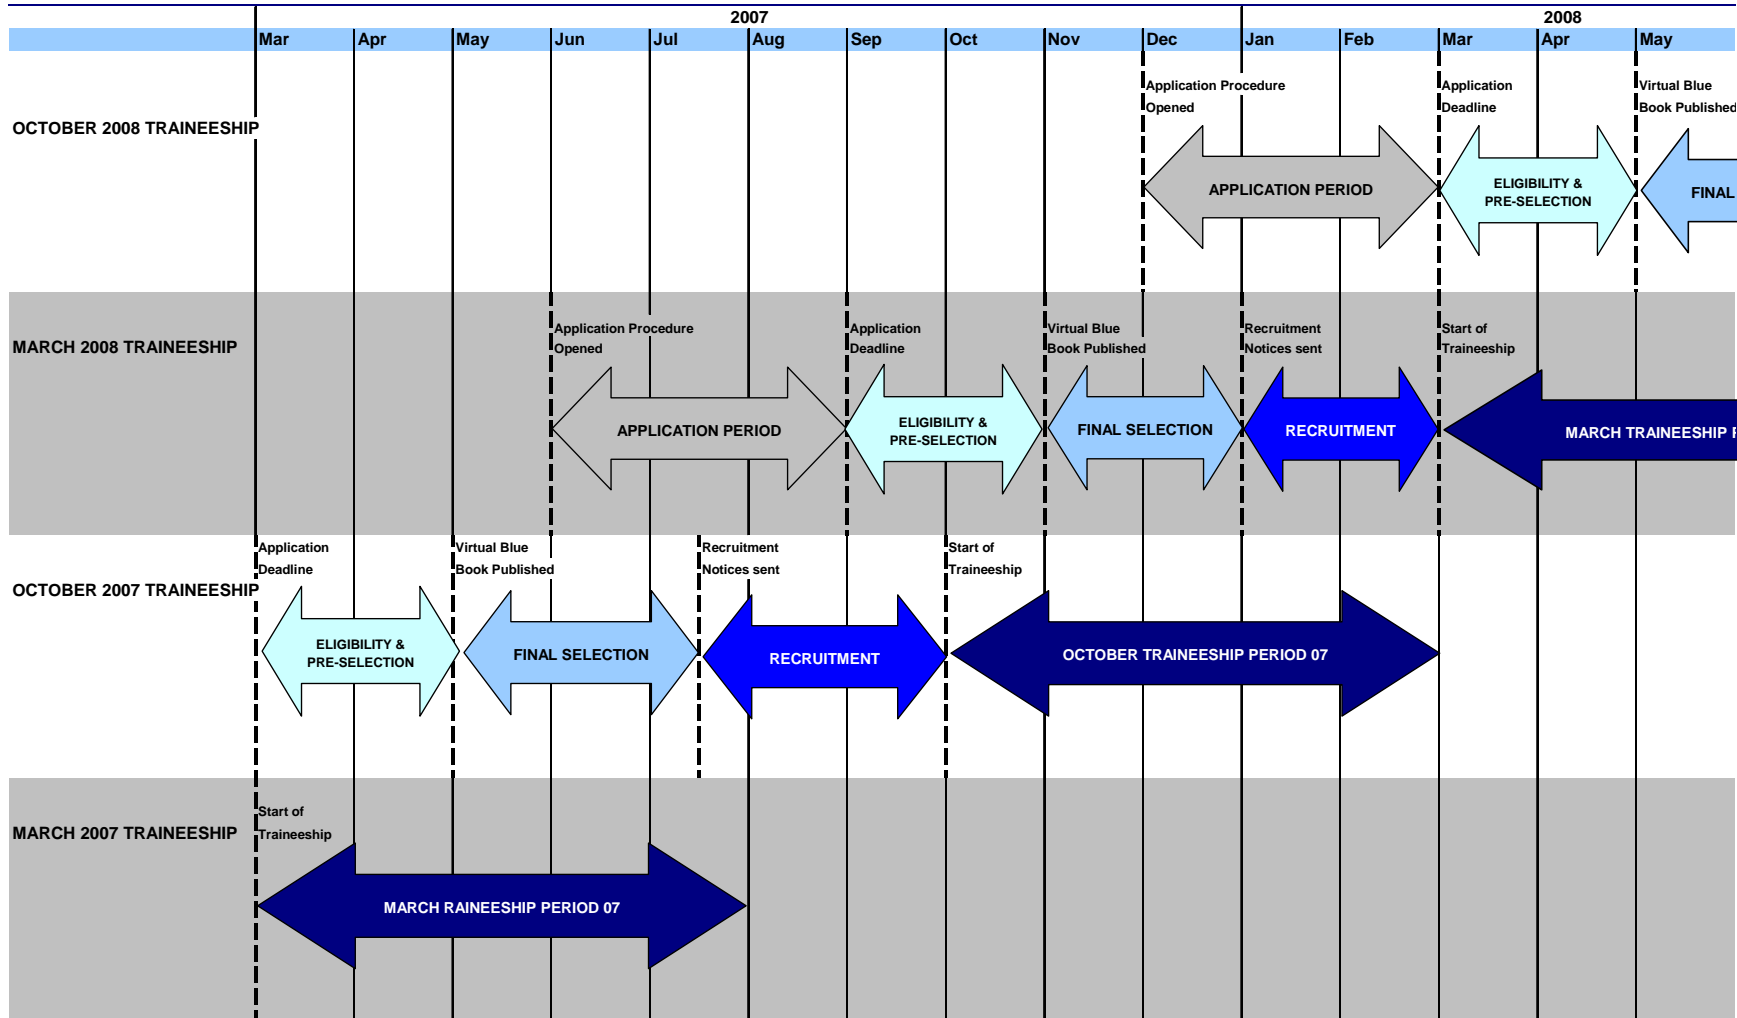 2007 2008
Mar Apr May Jun Jul Aug Sep Oct Nov Dec Jan Feb Mar Apr May
Application Procedure
Opened
Application
Deadline
Virtual Blue
Book Published
OCTOBER 2008 TRAINEESHIP
APPLICATION PERIOD
ELIGIBILITY &
PRE-SELECTION
FINAL
Application Procedure
Opened
Application
Deadline
Virtual Blue
Book Published
Recruitment
Notices sent
Start of
Traineeship
MARCH 2008 TRAINEESHIP
APPLICATION PERIOD
ELIGIBILITY &
PRE-SELECTION
FINAL SELECTION
RECRUITMENT
MARCH TRAINEESHIP
Application
Deadline
Virtual Blue
Book Published
Recruitment
Notices sent
Start of
Traineeship
OCTOBER 2007 TRAINEESHIP
ELIGIBILITY &
PRE-SELECTION
FINAL SELECTION
RECRUITMENT
OCTOBER TRAINEESHIP PERIOD 07
Start of
Traineeship
MARCH 2007 TRAINEESHIP
MARCH RAINEESHIP PERIOD 07